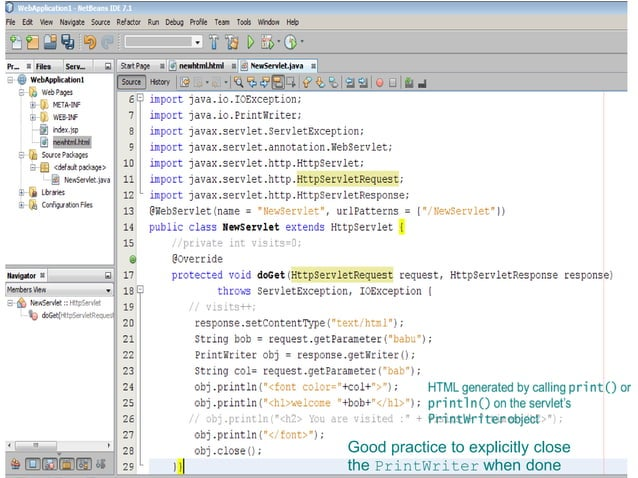 WebApplication1 - NetBeans IDE 7.1
File Edit View Navigate Source Refactor Run Debug Profile Team Tools Window Help
Pr... Files Serv...
Start Page newhtml.html NewServlet.java
WebApplication1
Web Pages
META-INF
WEB-INF
index.jsp
newhtml.html
Source Packages
<default package>
NewServlet.java
Libraries
Configuration Files
Navigator
Members View
NewServlet :: HttpServlet
doGet(HttpServletReques
Source History
6 import java.io.IOException;
7 import java.io.PrintWriter;
8 import javax.servlet.ServletException;
9 import javax.servlet.annotation.WebServlet;
10 import javax.servlet.http.HttpServlet;
11 import javax.servlet.http.HttpServletRequest;
12 import javax.servlet.http.HttpServletResponse;
13 @WebServlet(name = "NewServlet", urlPatterns = {"/NewServlet"})
14 public class NewServlet extends HttpServlet {
15 //private int visits=0;
@Override
17 protected void doGet(HttpServletRequest request, HttpServletResponse response)
18 throws ServletException, IOException {
19 // visits++;
20 response.setContentType("text/html");
21 String bob = request.getParameter("babu");
22 PrintWriter obj = response.getWriter();
23 String col= request.getParameter("bab");
24 obj.println("<font color="+col+">");
25 obj.println("<h1>welcome "+bob+"</h1>");
26 // obj.println("<h2> You are visited :" +
27 obj.println("</font>");
28 obj.close();
29 }}
HTML generated by calling print() or
println() on the servlet's
PrintWriter object
Good practice to explicitly close
the PrintWriter when done